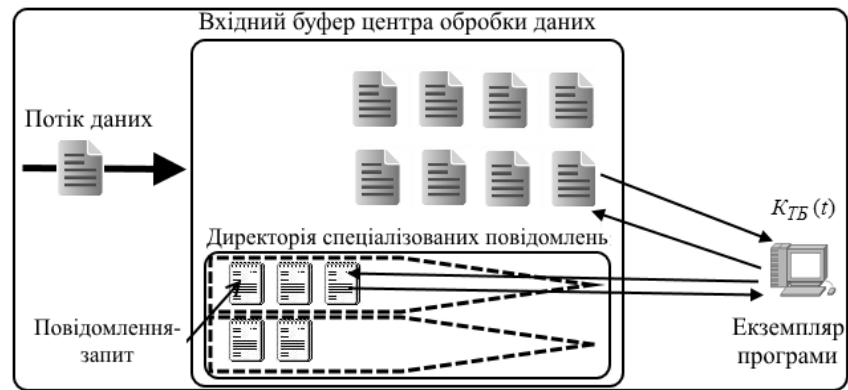 Вхідний буфер центра обробки даних
Потік даних
K_ТБ (t)
Директорія спеціалізованих повідомлень
Повідомлення-
запит
Екземпляр
програми